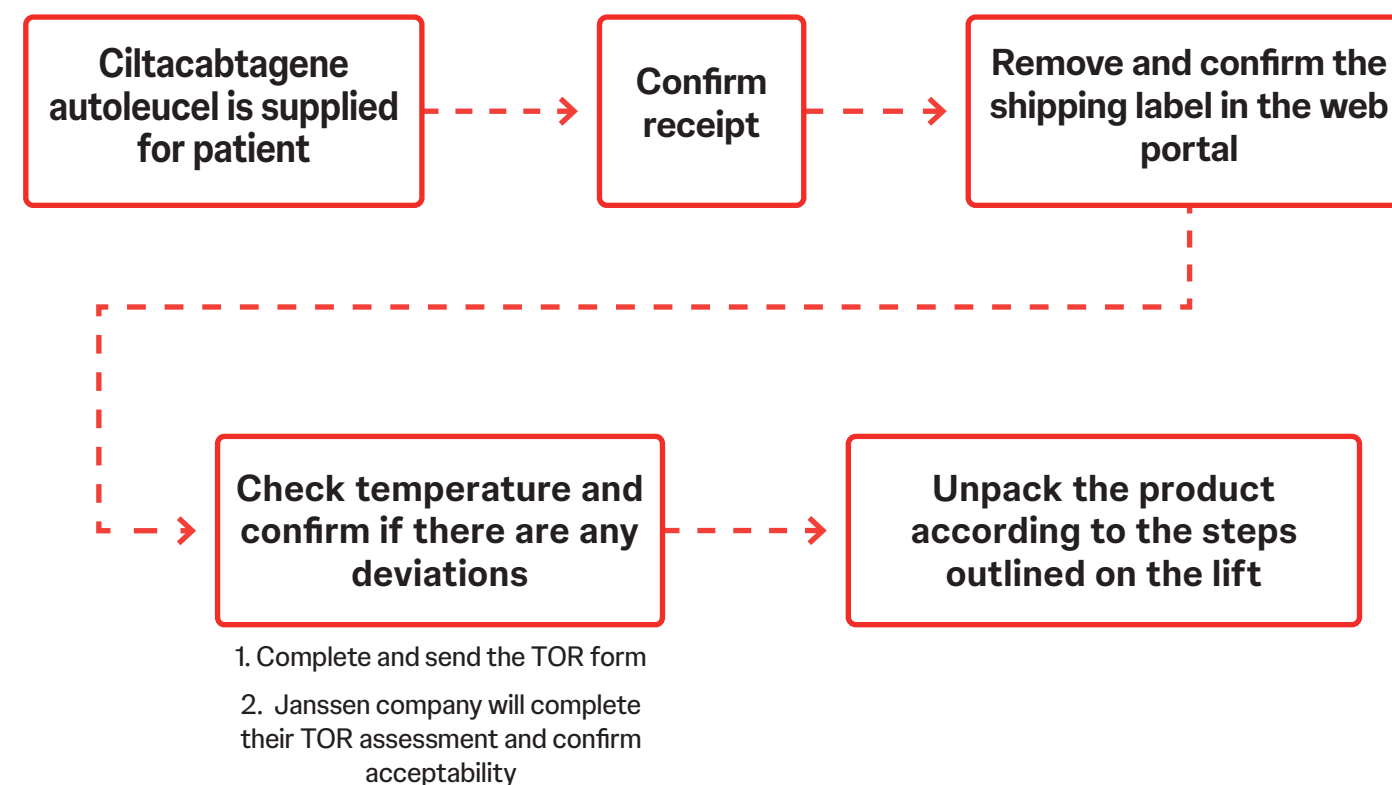 Ciltacabtagene
autoleucel is supplied
for patient
Confirm
receipt
Remove and confirm the
shipping label in the web
portal
Check temperature and
confirm if there are any
deviations
1. Complete and send the TOR form
2. Janssen company will complete
their TOR assessment and confirm
acceptability
Unpack the product
according to the steps
outlined on the lift